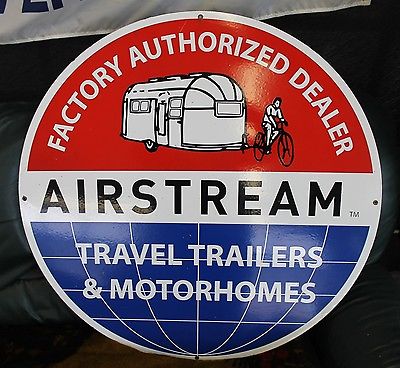 FACTORY AUTHORIZED DEALER
AIRSTREAM TM
TRAVEL TRAILERS
& MOTORHOMES